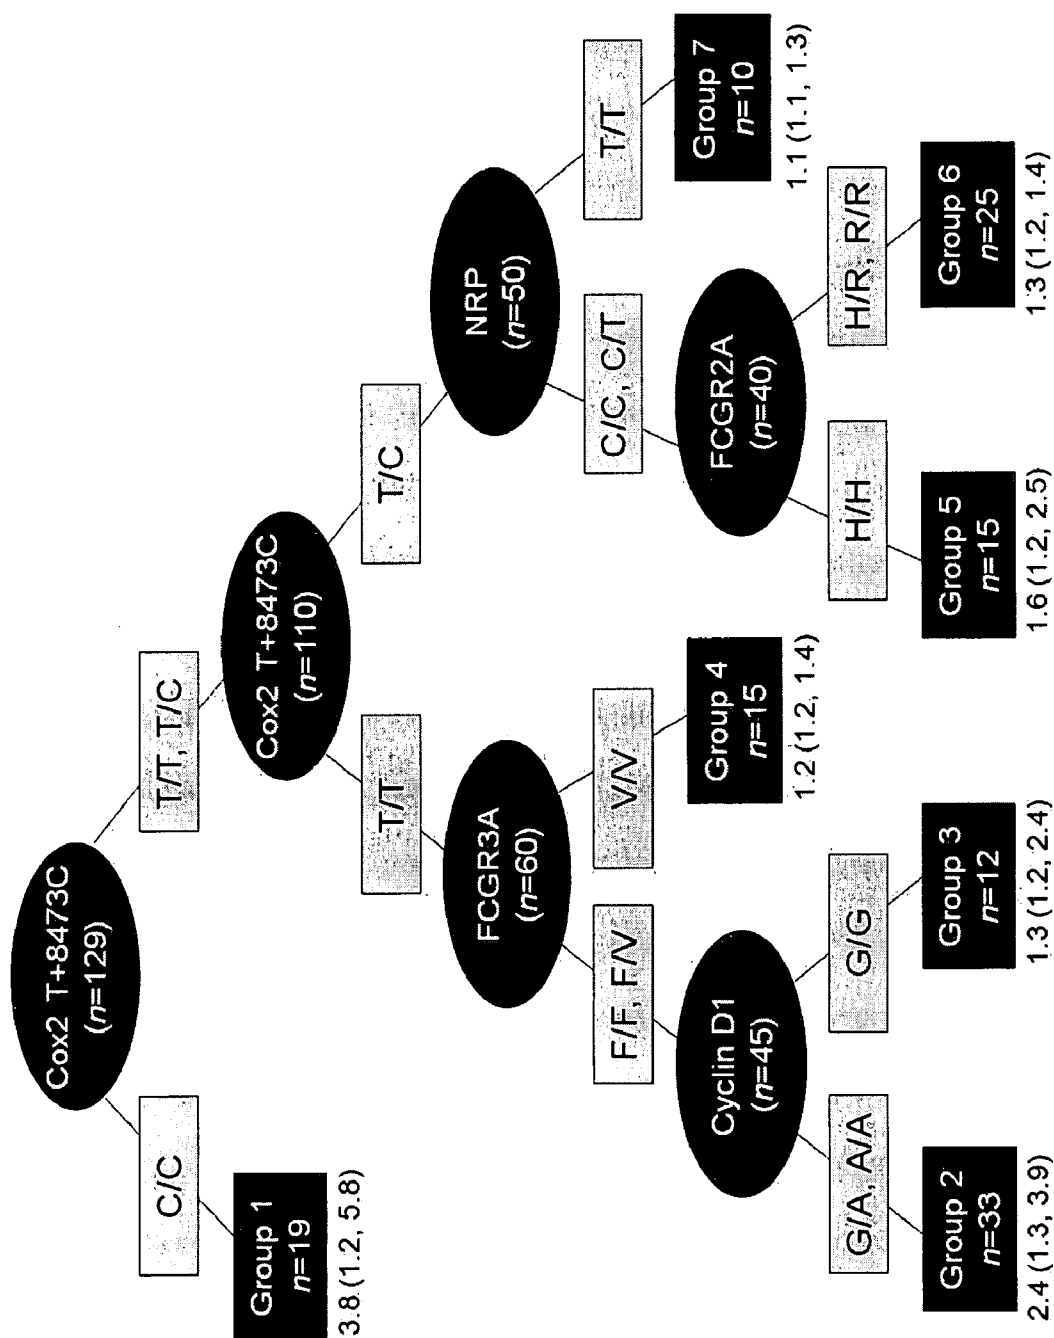 Cox2 T+8473C
(n=129)
C/C
T/T, T/C
Group 1
n=19
3.8 (1.2, 5.8)
Cox2 T+8473C
(n=110)
T/T
T/C
FCGR3A
(n=60)
NRP
(n=50)
F/F, F/V
V/V
C/C, C/T
T/T
Cyclin D1
(n=45)
Group 4
n=15
1.2 (1.2, 1.4)
FCGR2A
(n=40)
Group 7
n=10
1.1 (1.1, 1.3)
G/A, A/A
G/G
H/H
H/R, R/R
Group 2
n=33
2.4 (1.3, 3.9)
Group 3
n=12
1.3 (1.2, 2.4)
Group 5
n=15
1.6 (1.2, 2.5)
Group 6
n=25
1.3 (1.2, 1.4)